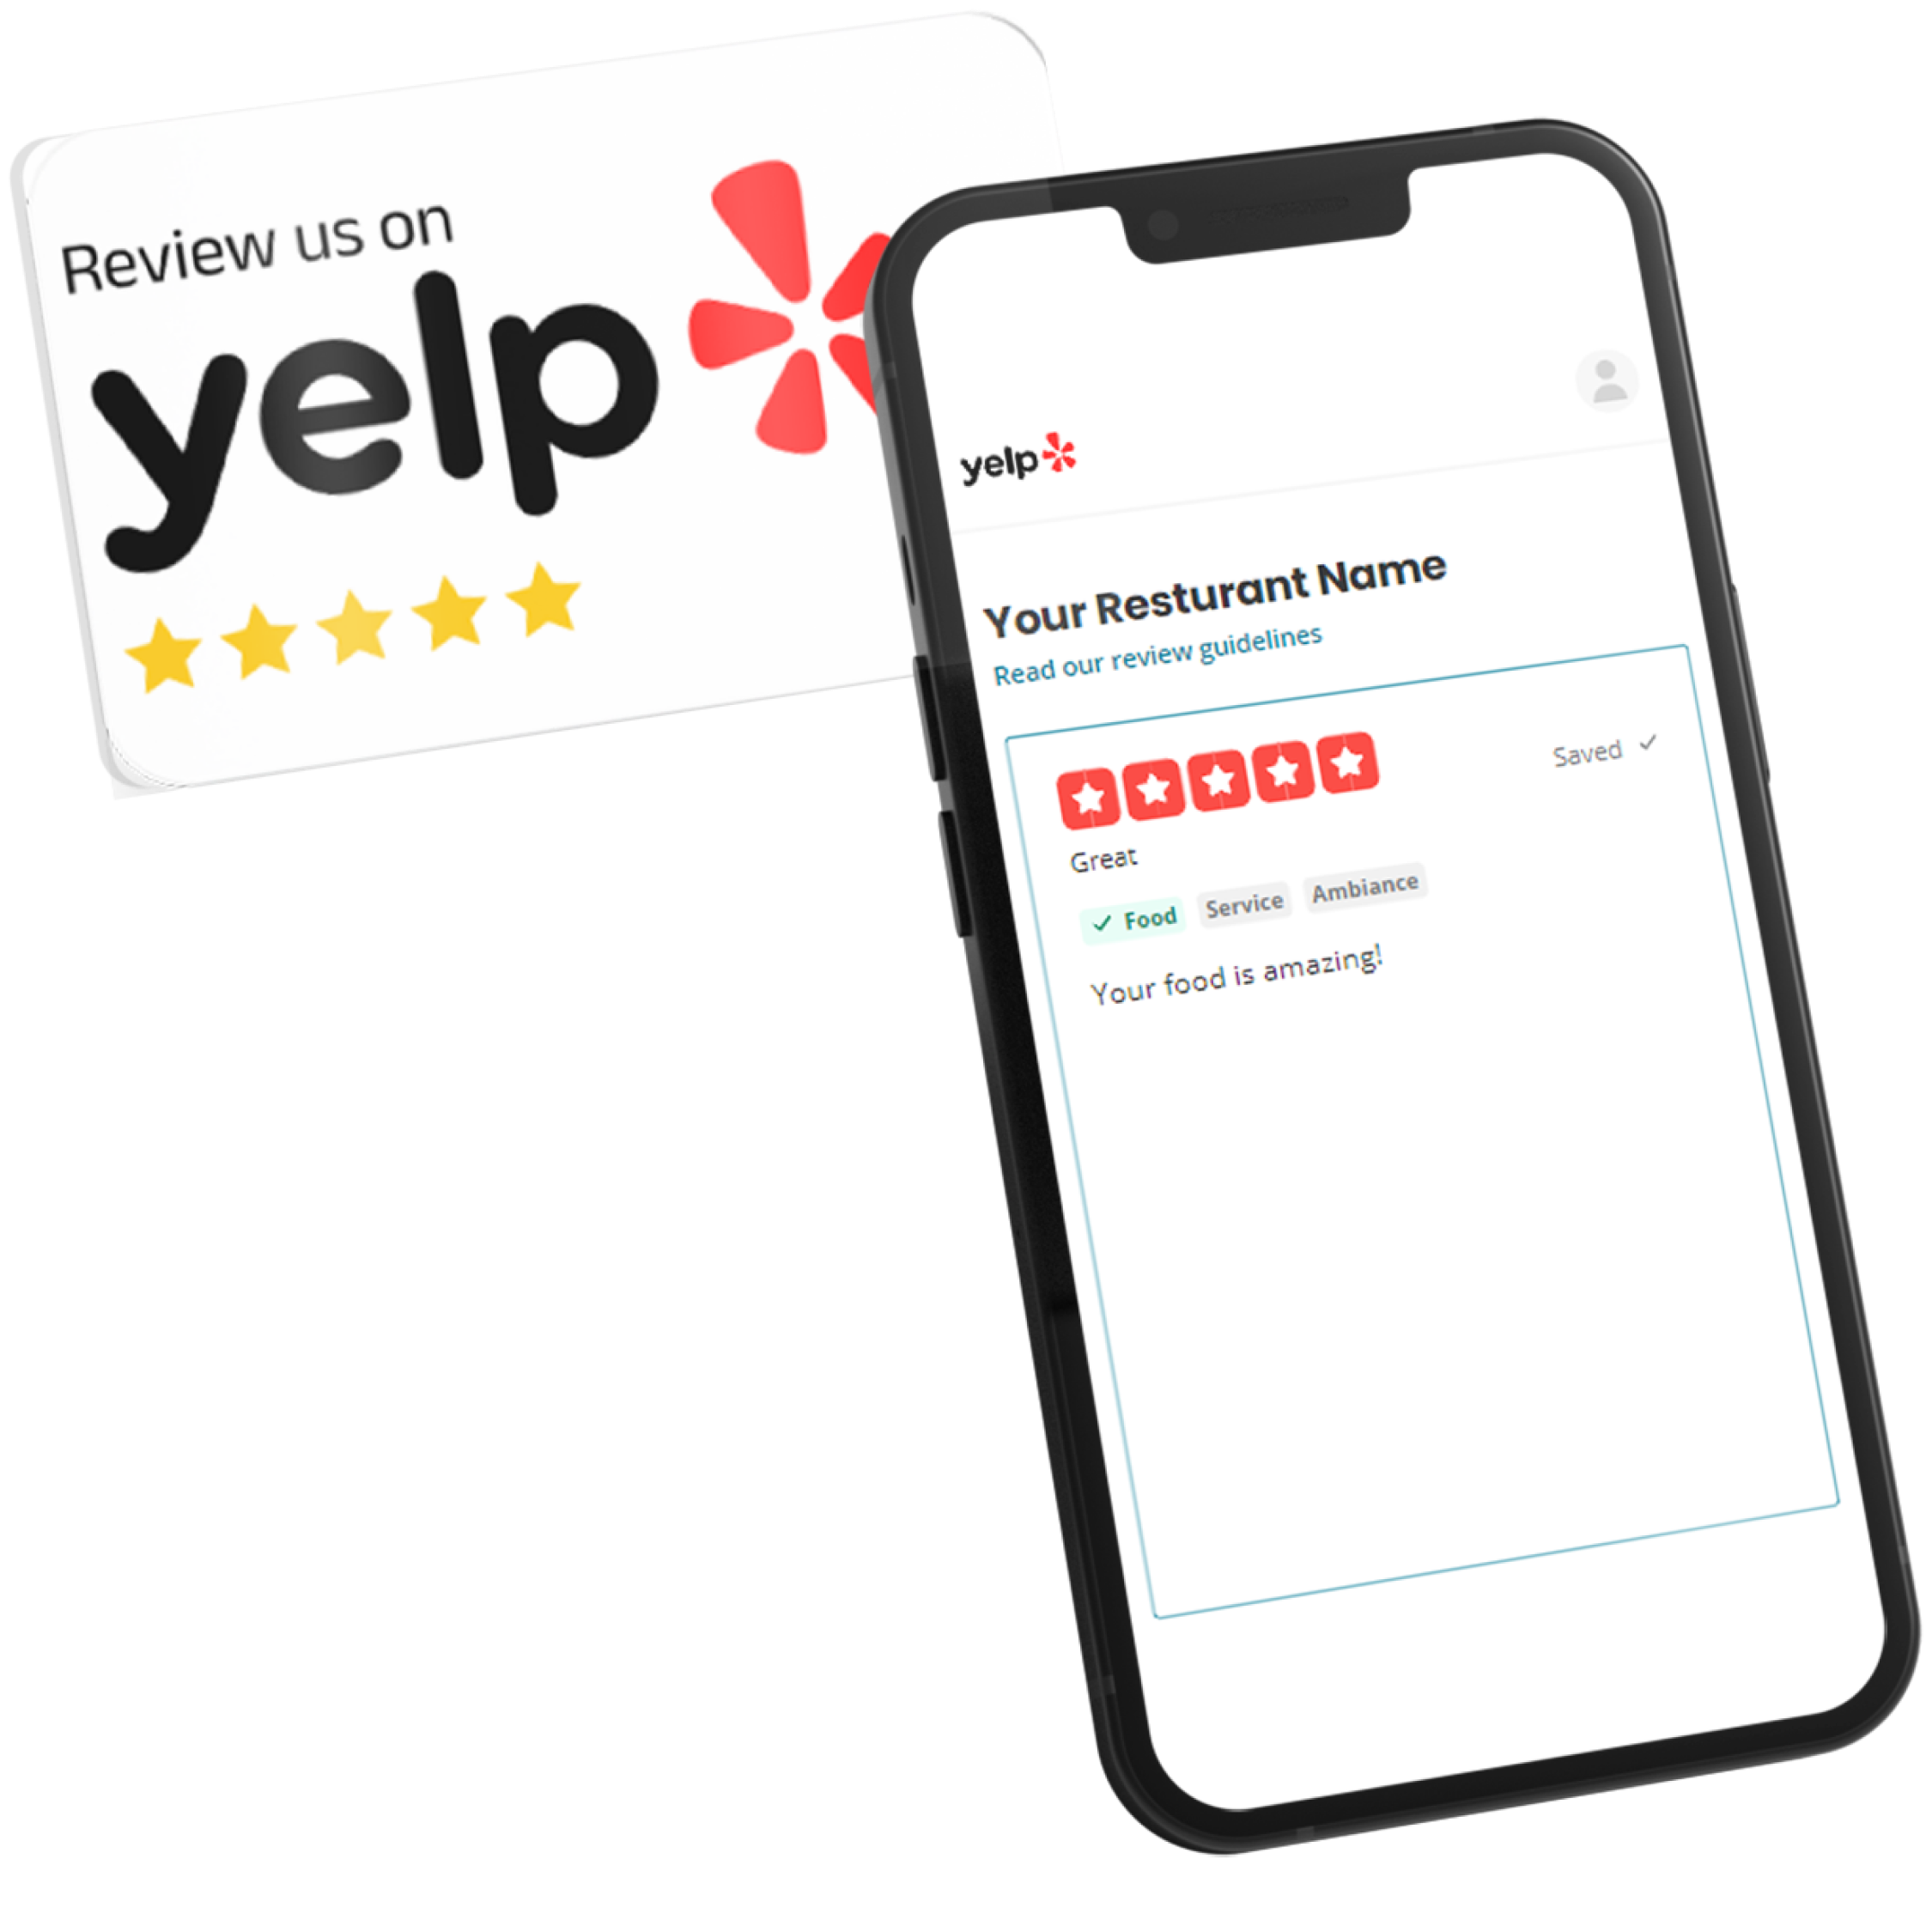 Review us on
yelp
yelp
Your Resturant Name
Read our review guidelines
Saved
Great
Food Service Ambiance
Your food is amazing!